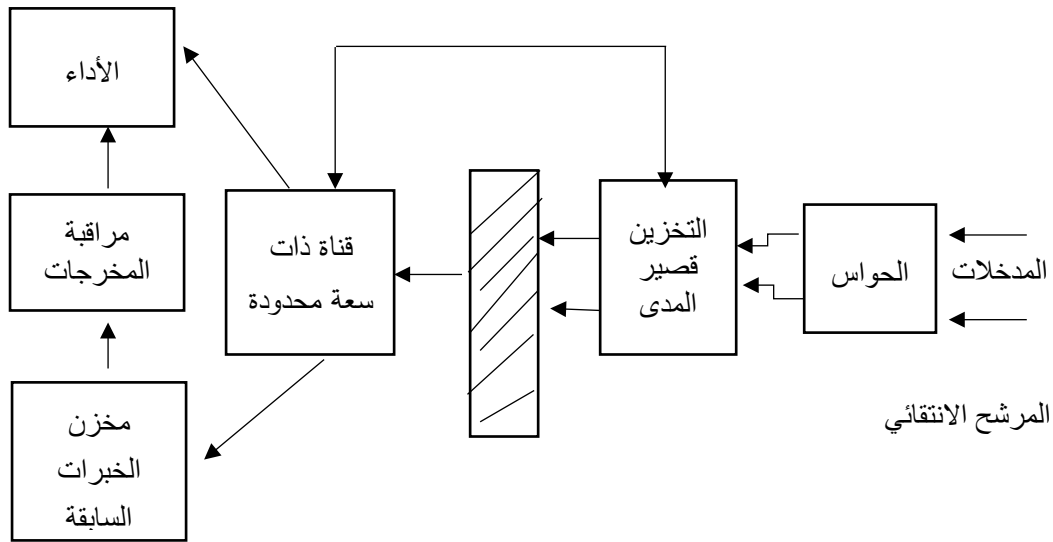 الأداء
مراقبة
المخرجات
مخزن
الخبرات
السابقة
قناة ذات
سعة محدودة
التخزين
قصير
المدى
الحواس
المدخلات
المرشح الانتقائي